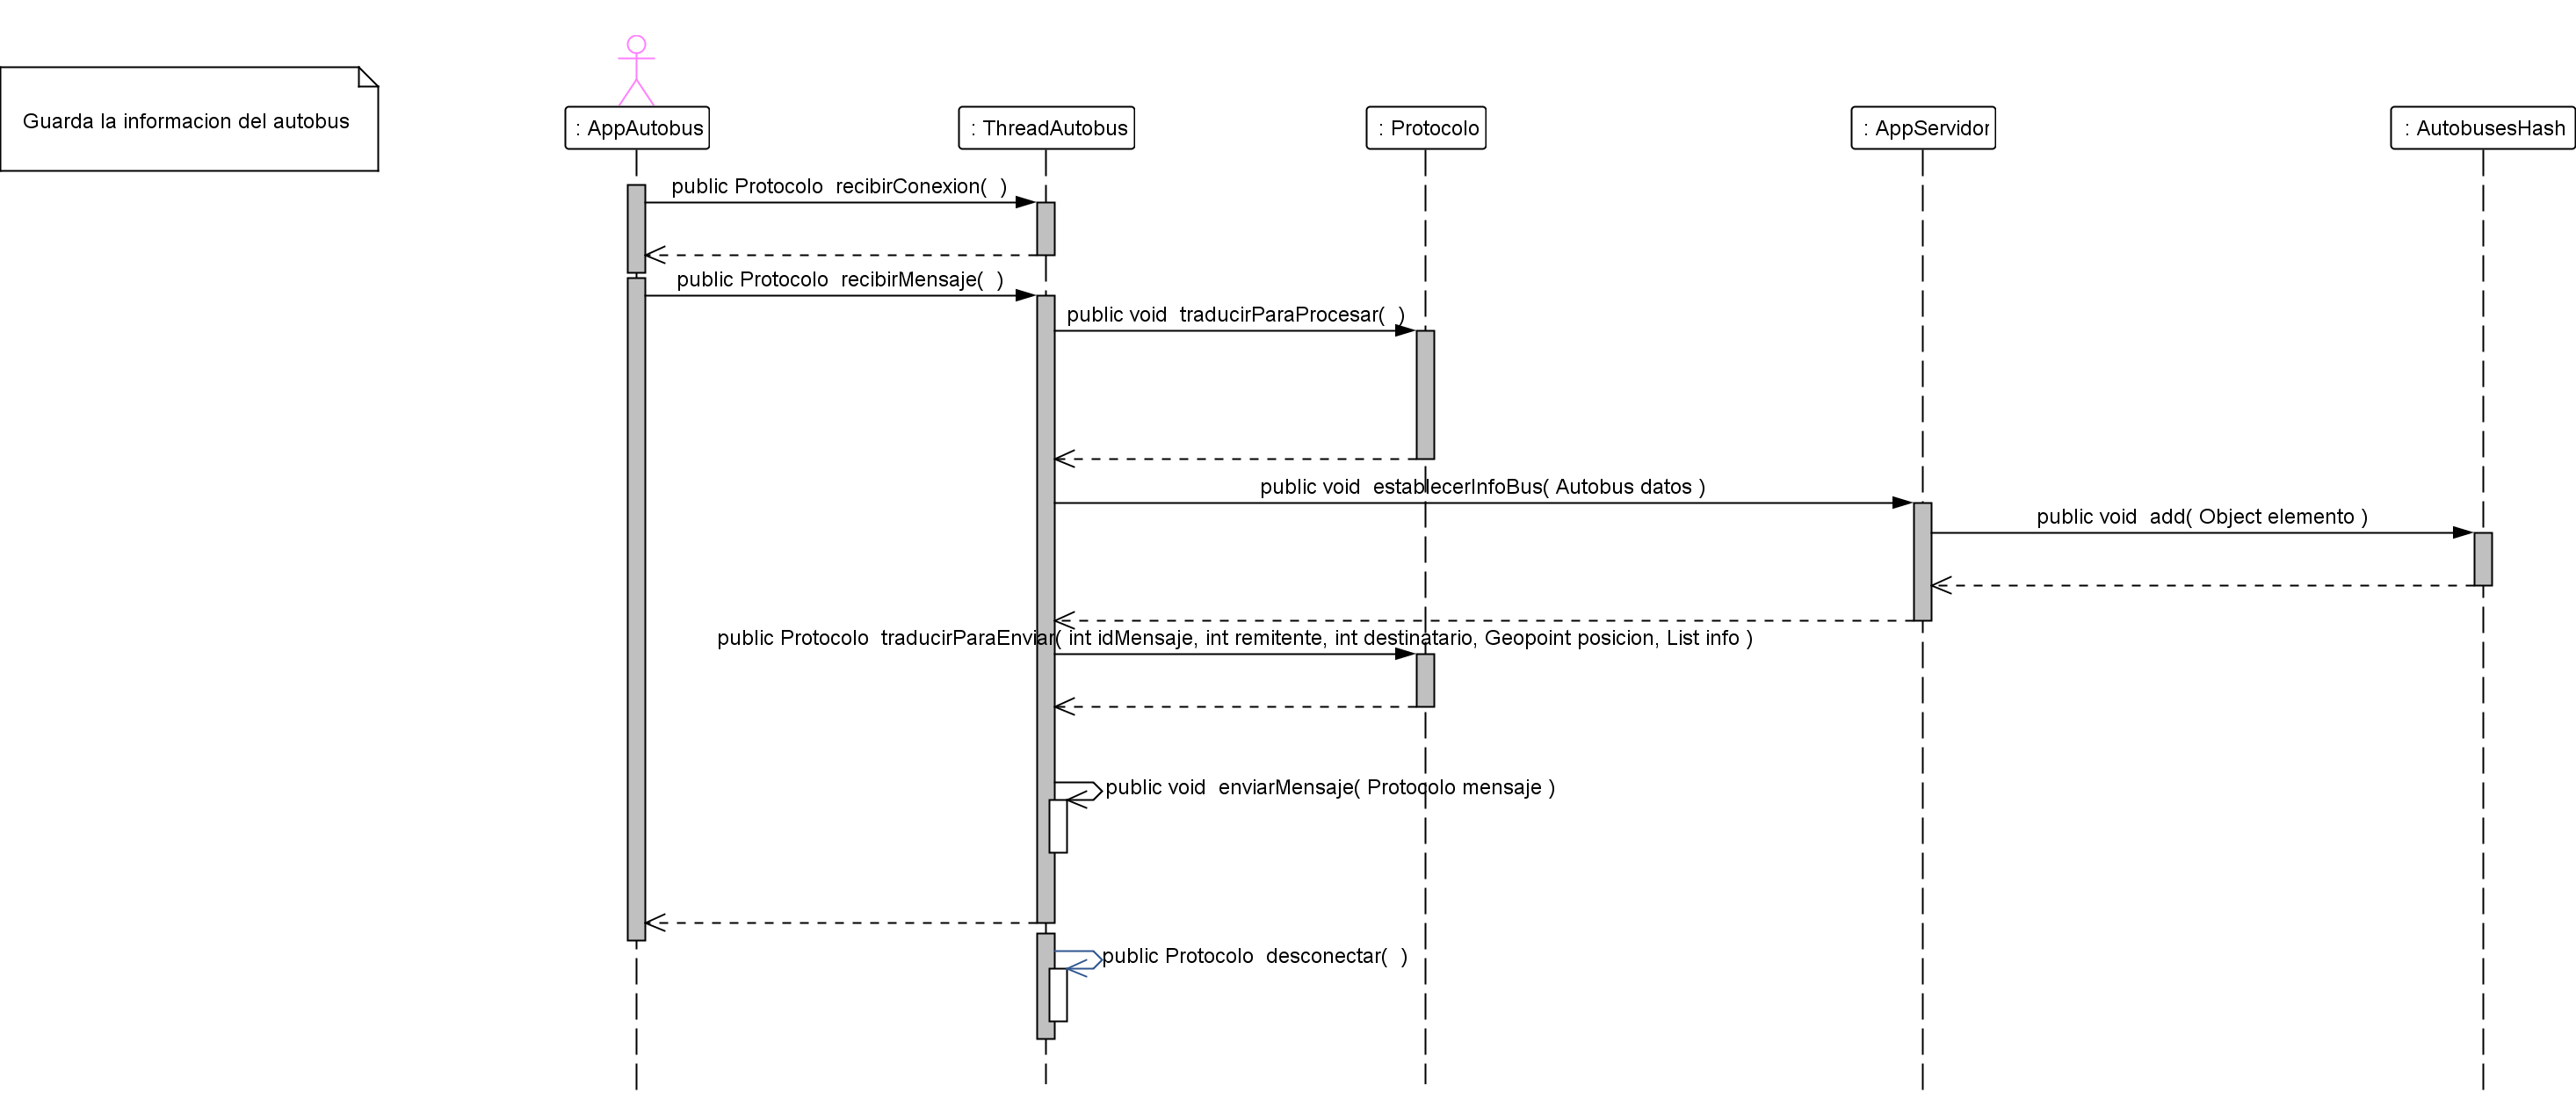 Guarda la informacion del autobus
: AppAutobus
: ThreadAutobus
: Protocolo
: AppServidor
: AutobusesHash
public Protocolo recibirConexion( )
public Protocolo recibirMensaje( )
public void traducirParaProcesar( )
public void establecerInfoBus( Autobus datos )
public void add( Object elemento )
public Protocolo traducirParaEnviar( int idMensaje, int remitente, int destinatario, Geopoint posicion, List info )
public void enviarMensaje( Protocolo mensaje )
public Protocolo desconectar( )